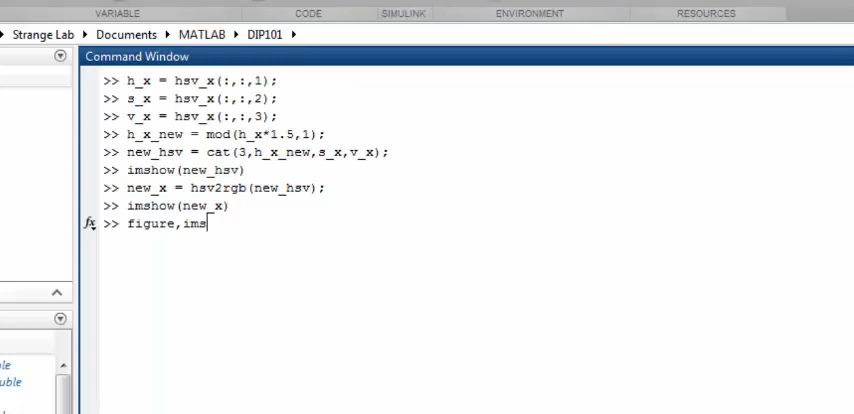 VARIABLE CODE SIMULINK ENVIRONMENT RESOURCES
Strange Lab Documents MATLAB DIP101
Command Window
>> h_x = hsv_x(:,:,1);
>> s_x = hsv_x(:,:,2);
>> v_x = hsv_x(:,:,3);
>> h_x_new = mod(h_x*1.5,1);
>> new_hsv = cat(3,h_x_new,s_x,v_x);
>> imshow(new_hsv)
>> new_x = hsv2rgb(new_hsv);
>> imshow(new_x)
fx >> figure,ims
ble
uble